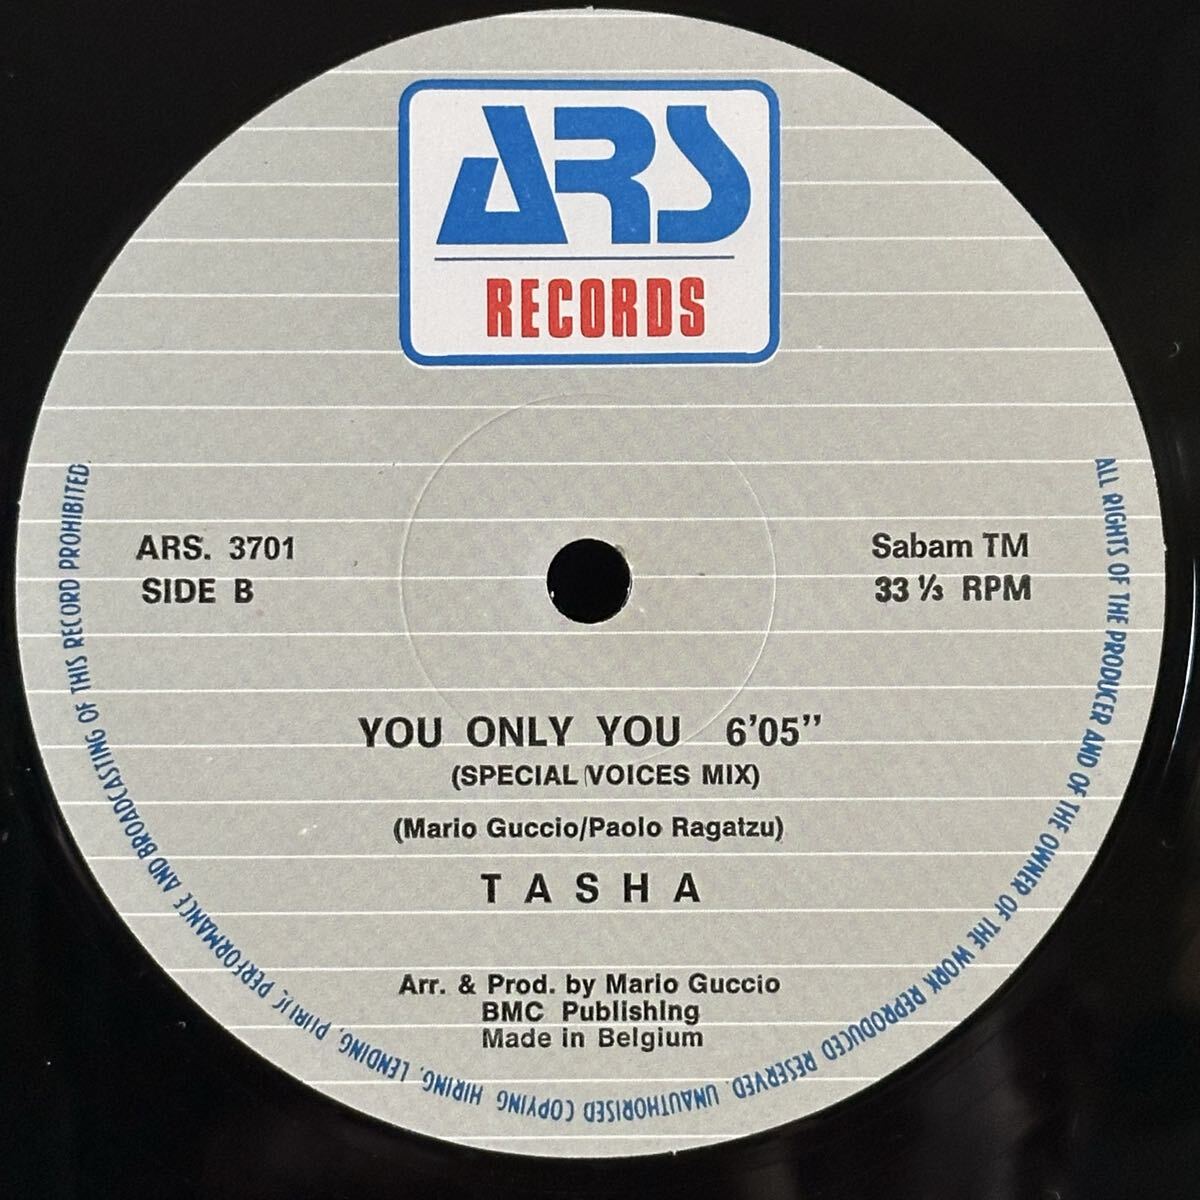 ARS
RECORDS
ARS. 3701
SIDE B
Sabam TM
33 ⅓ RPM
YOU ONLY YOU 6'05"
(SPECIAL VOICES MIX)
(Mario Guccio/Paolo Ragatzu)
TASHA
Arr. & Prod. by Mario Guccio
BMC Publishing
Made in Belgium
ALL RIGHTS OF THE PRODUCER AND OF THE OWNER OF THE WORK REPRODUCED RESERVED. UNAUTHORISED COPYING, HIRING, LENDING, PUBLIC PERFORMANCE AND BROADCASTING OF THIS RECORD PROHIBITED.